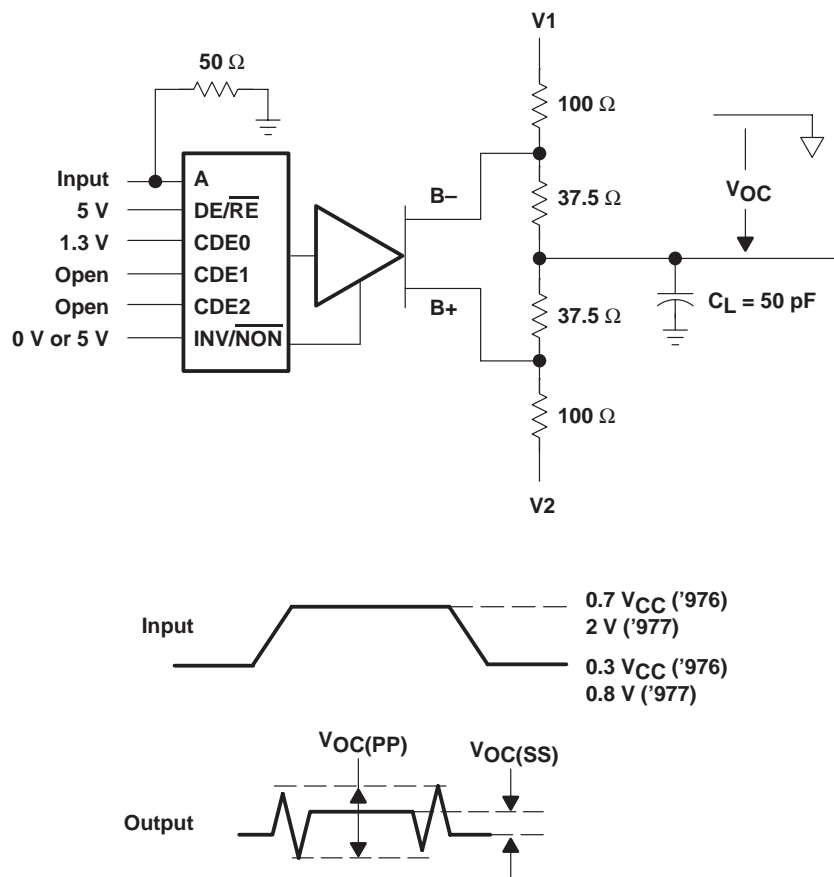 V1
50 Ω
100 Ω
Input
A
B–
37.5 Ω
VOC
5 V
DE/RE
1.3 V
CDE0
Open
CDE1
Open
CDE2
B+
37.5 Ω
CL = 50 pF
0 V or 5 V
INV/NON
100 Ω
V2
Input
0.7 VCC ('976)
2 V ('977)
0.3 VCC ('976)
0.8 V ('977)
VOC(PP)
VOC(SS)
Output